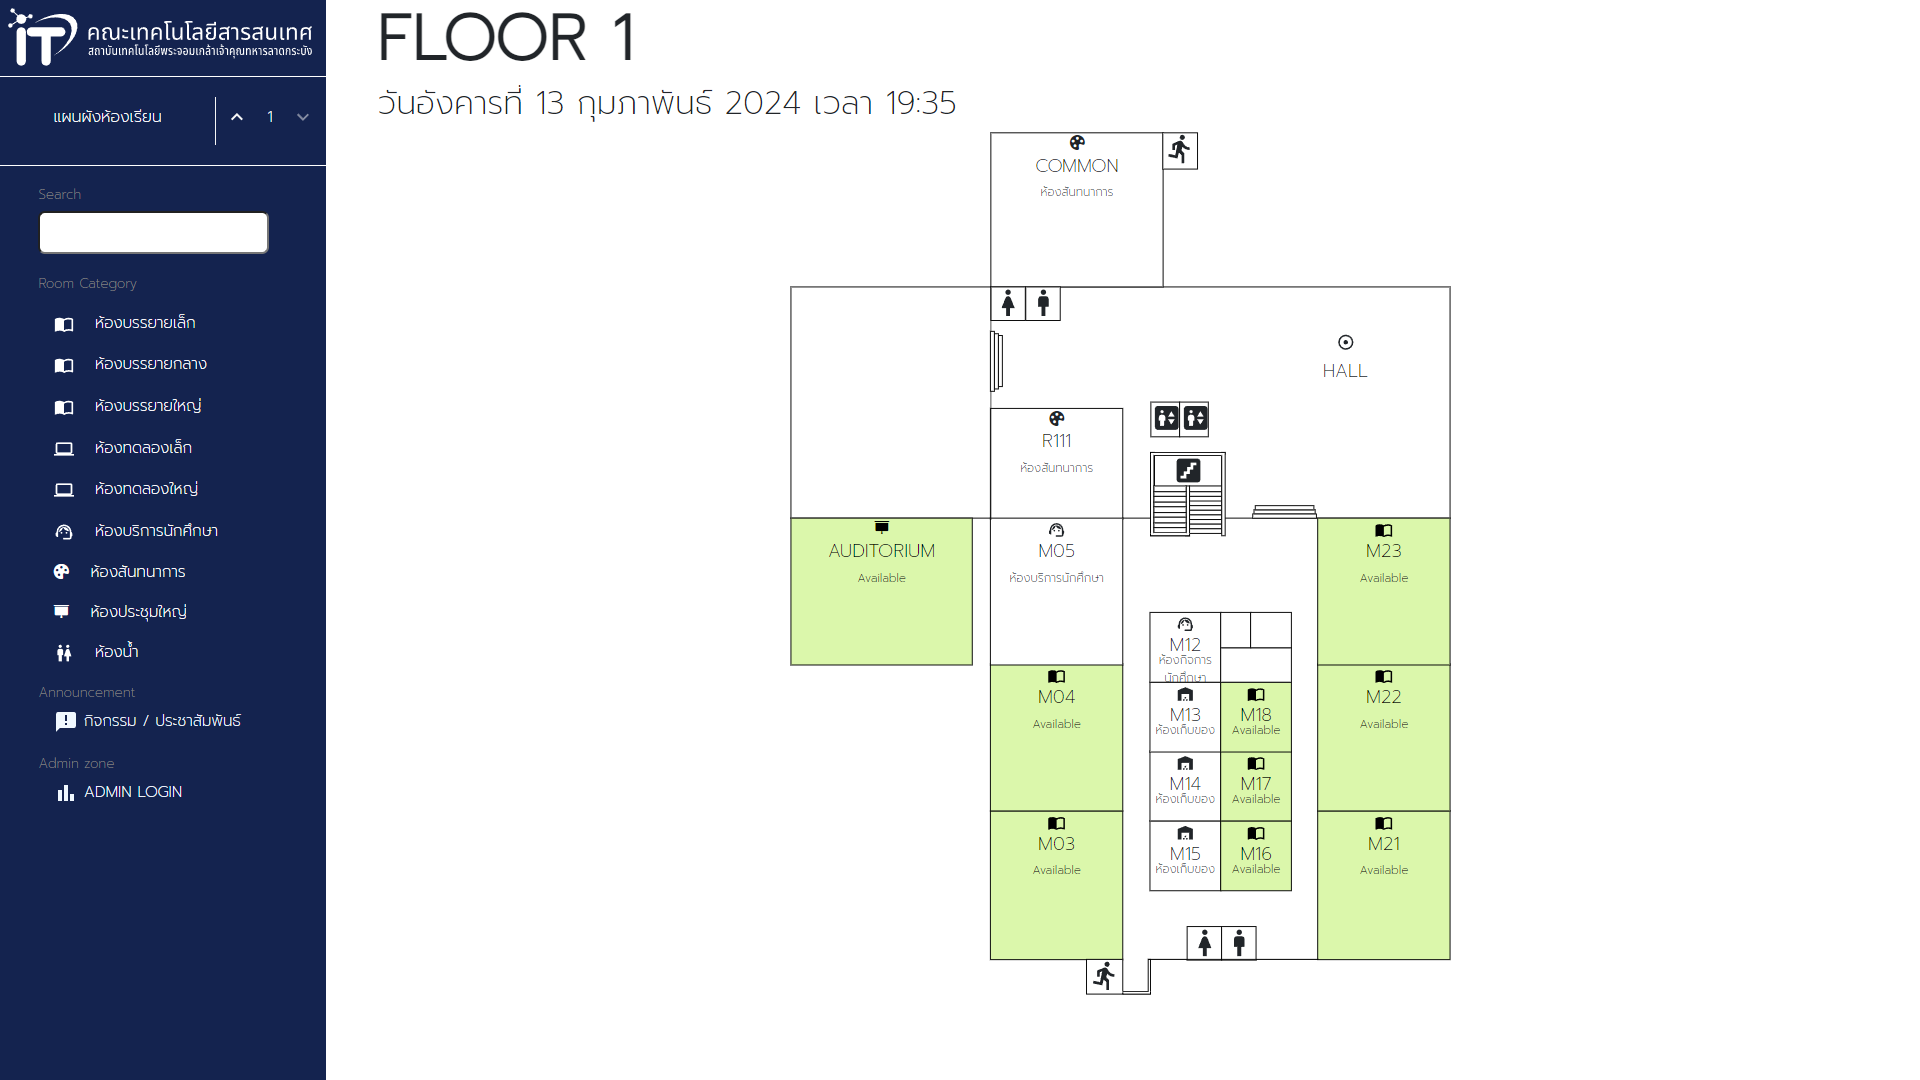 iT คณะเทคโนโลยีสารสนเทศ
สถาบันเทคโนโลยีพระจอมเกล้าเจ้าคุณทหารลาดกระบัง
แผนผังห้องเรียน
1
Search
Room Category
ห้องบรรยายเล็ก
ห้องบรรยายกลาง
ห้องบรรยายใหญ่
ห้องทดลองเล็ก
ห้องทดลองใหญ่
ห้องบริการนักศึกษา
ห้องสันทนาการ
ห้องประชุมใหญ่
ห้องน้ำ
Announcement
กิจกรรม / ประชาสัมพันธ์
Admin zone
ADMIN LOGIN
FLOOR 1
วันอังคารที่ 13 กุมภาพันธ์ 2024 เวลา 19:35
COMMON
ห้องสันทนาการ
HALL
R111
ห้องสันทนาการ
AUDITORIUM
Available
M05
ห้องบริการนักศึกษา
M23
Available
M12
ห้องกิจการ
นักศึกษา
M04
Available
M22
Available
M13
ห้องเก็บของ
M18
Available
M14
ห้องเก็บของ
M17
Available
M03
Available
M15
ห้องเก็บของ
M16
Available
M21
Available